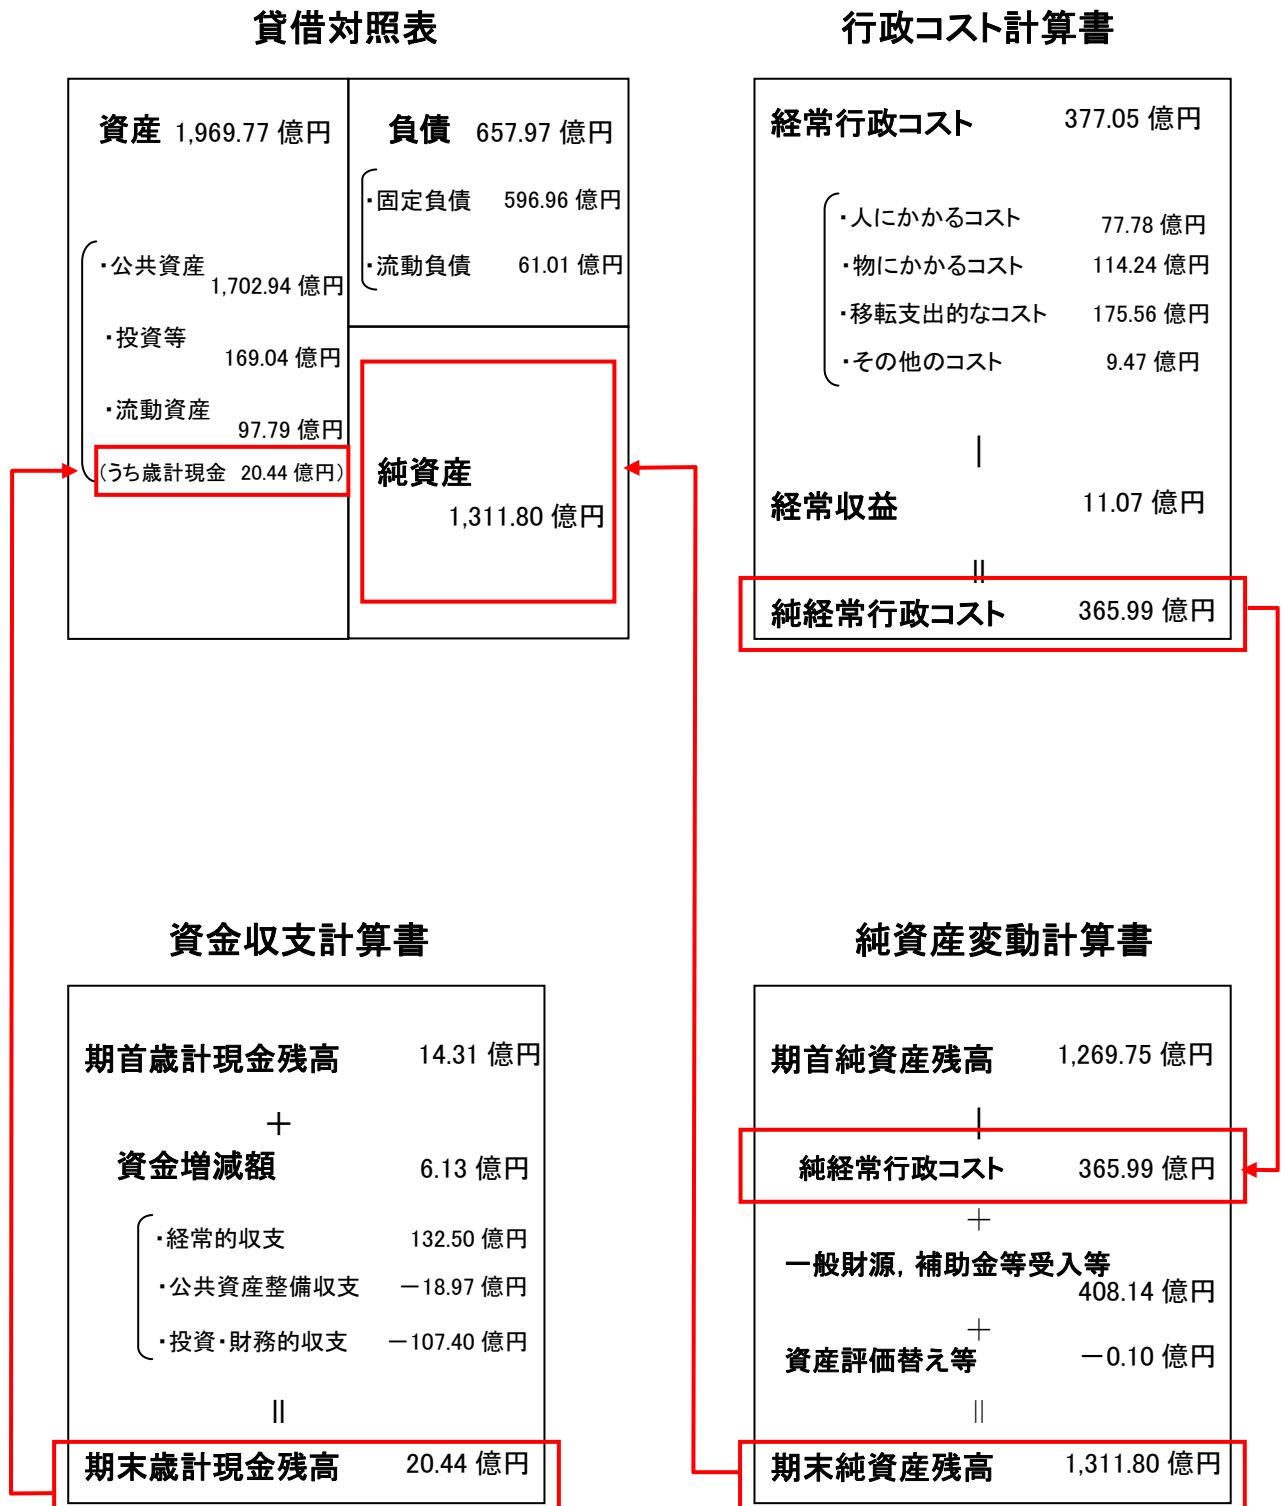 貸借対照表
資産 1,969.77 億円
・公共資産
1,702.94 億円
・投資等
169.04 億円
・流動資産
97.79 億円
(うち歳計現金 20.44 億円)
負債 657.97 億円
・固定負債 596.96 億円
・流動負債 61.01 億円
純資産
1,311.80 億円
行政コスト計算書
経常行政コスト 377.05 億円
・人にかかるコスト 77.78 億円
・物にかかるコスト 114.24 億円
・移転支出的なコスト 175.56 億円
・その他のコスト 9.47 億円
－
経常収益 11.07 億円
＝
純経常行政コスト 365.99 億円
資金収支計算書
期首歳計現金残高 14.31 億円
＋
資金増減額 6.13 億円
・経常的収支 132.50 億円
・公共資産整備収支 －18.97 億円
・投資・財務的収支 －107.40 億円
＝
期末歳計現金残高 20.44 億円
純資産変動計算書
期首純資産残高 1,269.75 億円
－
純経常行政コスト 365.99 億円
＋
一般財源，補助金等受入等
408.14 億円
＋
資産評価替え等 －0.10 億円
＝
期末純資産残高 1,311.80 億円